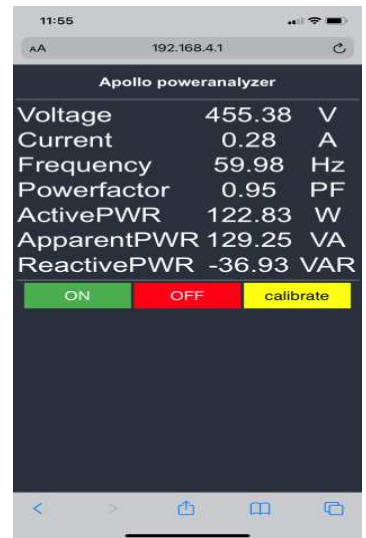 11:55
AA 192.168.4.1
Apollo poweranalyzer
Voltage 455.38 V
Current 0.28 A
Frequency 59.98 Hz
Powerfactor 0.95 PF
ActivePWR 122.83 W
ApparentPWR 129.25 VA
ReactivePWR -36.93 VAR
ON OFF calibrate